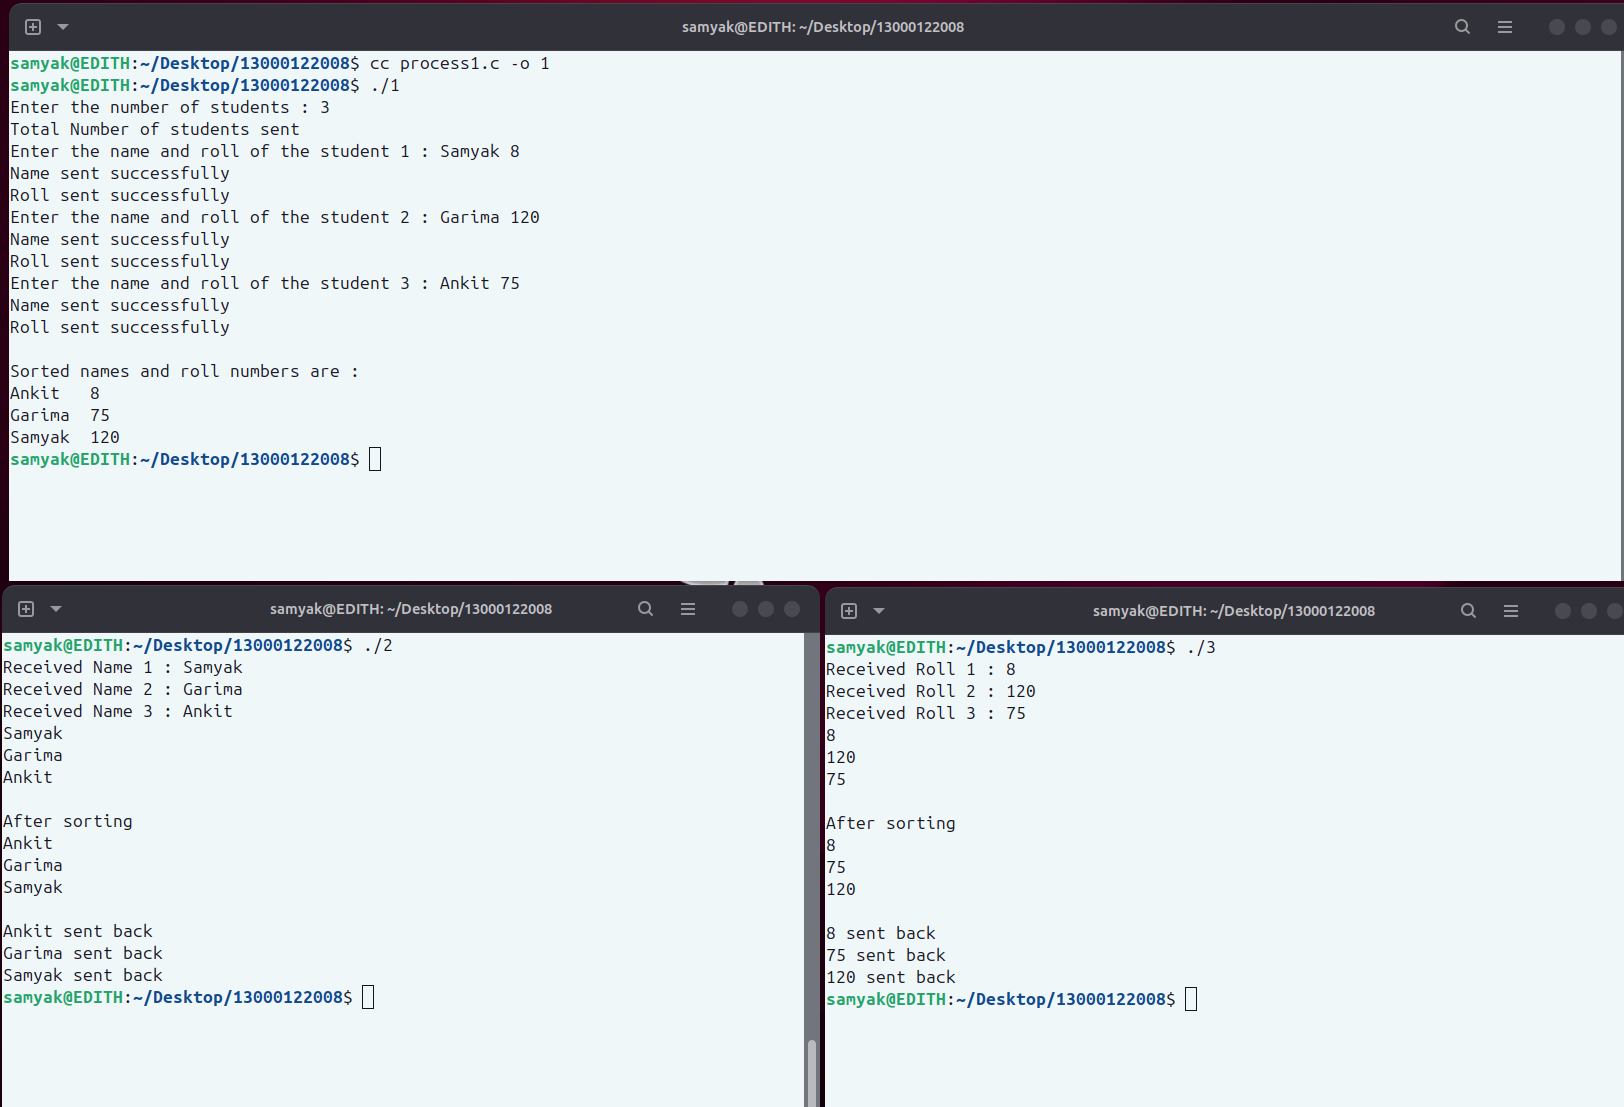 samyak@EDITH: ~/Desktop/13000122008
samyak@EDITH:~/Desktop/13000122008$ cc process1.c -o 1
samyak@EDITH:~/Desktop/13000122008$ ./1
Enter the number of students : 3
Total Number of students sent
Enter the name and roll of the student 1 : Samyak 8
Name sent successfully
Roll sent successfully
Enter the name and roll of the student 2 : Garima 120
Name sent successfully
Roll sent successfully
Enter the name and roll of the student 3 : Ankit 75
Name sent successfully
Roll sent successfully
Sorted names and roll numbers are :
Ankit   8
Garima  75
Samyak  120
samyak@EDITH:~/Desktop/13000122008$
samyak@EDITH: ~/Desktop/13000122008
samyak@EDITH:~/Desktop/13000122008$ ./2
Received Name 1 : Samyak
Received Name 2 : Garima
Received Name 3 : Ankit
Samyak
Garima
Ankit
After sorting
Ankit
Garima
Samyak
Ankit sent back
Garima sent back
Samyak sent back
samyak@EDITH:~/Desktop/13000122008$
samyak@EDITH: ~/Desktop/13000122008
samyak@EDITH:~/Desktop/13000122008$ ./3
Received Roll 1 : 8
Received Roll 2 : 120
Received Roll 3 : 75
8
120
75
After sorting
8
75
120
8 sent back
75 sent back
120 sent back
samyak@EDITH:~/Desktop/13000122008$